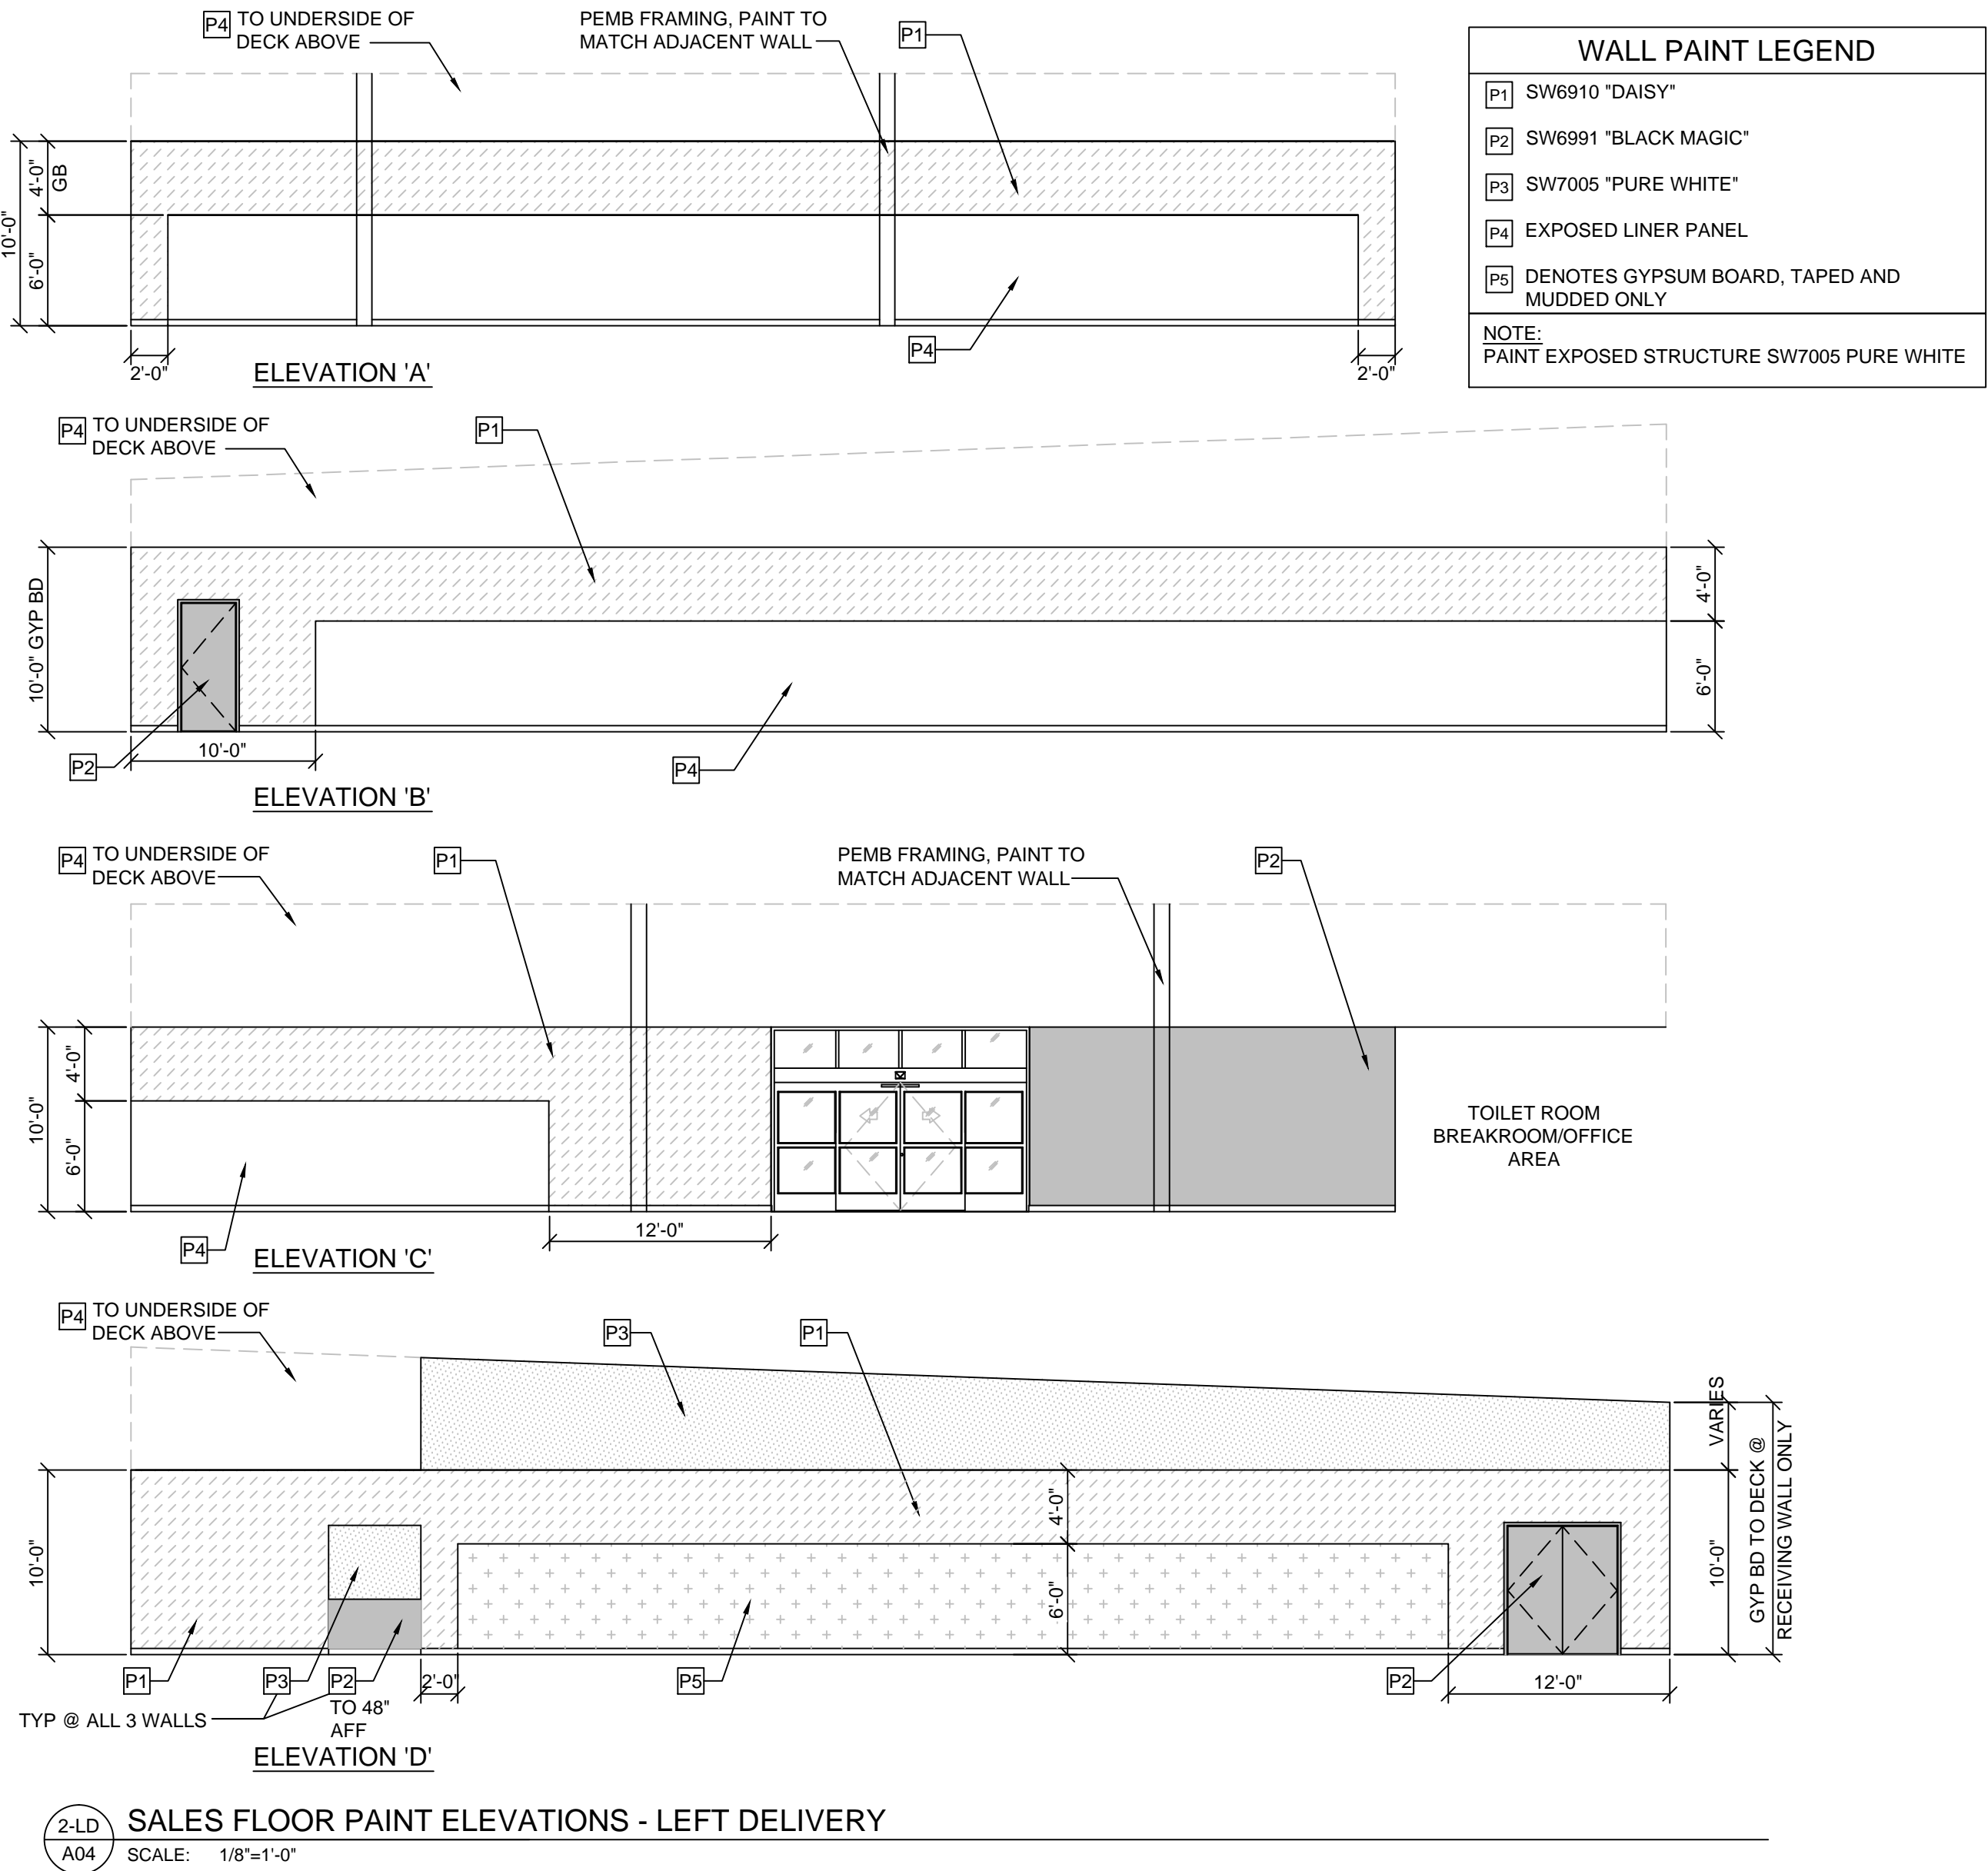 P4 TO UNDERSIDE OF
DECK ABOVE
PEMB FRAMING, PAINT TO
MATCH ADJACENT WALL
P1
10'-0"
4'-0"
GB
6'-0"
2'-0"
2'-0"
P4
ELEVATION 'A'
WALL PAINT LEGEND
P1 SW6910 "DAISY"
P2 SW6991 "BLACK MAGIC"
P3 SW7005 "PURE WHITE"
P4 EXPOSED LINER PANEL
P5 DENOTES GYPSUM BOARD, TAPED AND
MUDDED ONLY
NOTE:
PAINT EXPOSED STRUCTURE SW7005 PURE WHITE
P4 TO UNDERSIDE OF
DECK ABOVE
P1
10'-0" GYP BD
4'-0"
6'-0"
P2
10'-0"
P4
ELEVATION 'B'
P4 TO UNDERSIDE OF
DECK ABOVE
P1
PEMB FRAMING, PAINT TO
MATCH ADJACENT WALL
P2
10'-0"
4'-0"
6'-0"
TOILET ROOM
BREAKROOM/OFFICE
AREA
12'-0"
P4
ELEVATION 'C'
P4 TO UNDERSIDE OF
DECK ABOVE
P3
P1
10'-0"
4'-0"
6'-0"
VARIES
10'-0"
GYP BD TO DECK @
RECEIVING WALL ONLY
P1
P3
P2
TO 48"
AFF
2'-0"
P5
P2
12'-0"
TYP @ ALL 3 WALLS
ELEVATION 'D'
2-LD
A04
SALES FLOOR PAINT ELEVATIONS - LEFT DELIVERY
SCALE: 1/8"=1'-0"